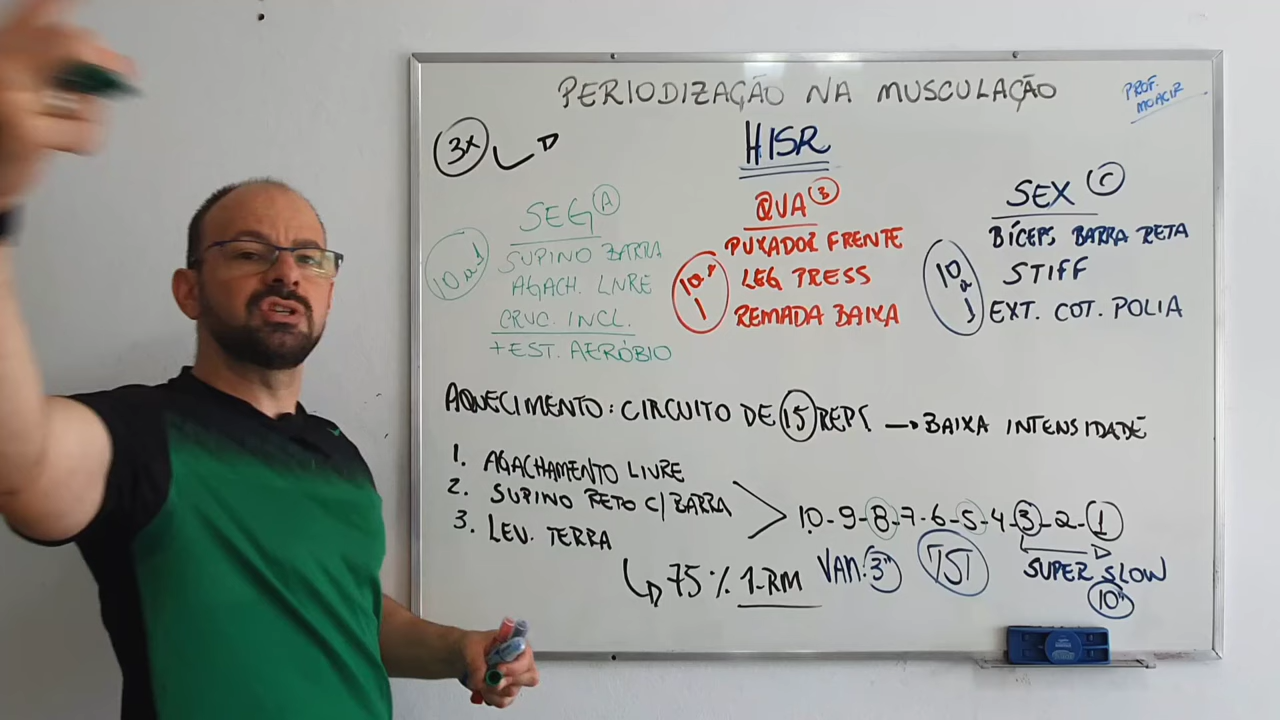 PERIODIZAÇÃO NA MUSCULAÇÃO
PROF. MOACIR
3X
HISR
SEG A
10 a 1
SUPINO BARRA
AGACH. LIVRE
CRUC. INCL.
+ EST. AERÓBIO
QUA B
10 a 1
PUXADOR FRENTE
LEG PRESS
REMADA BAIXA
SEX C
10 a 1
BÍCEPS BARRA RETA
STIFF
EXT. COT. POLIA
AQUECIMENTO: CIRCUITO DE 15 REPS → BAIXA INTENSIDADE
1. AGACHAMENTO LIVRE
2. SUPINO RETO C/ BARRA
3. LEV. TERRA
10-9-8-7-6-5-4-3-2-1
75% 1-RM
VAN: 3"
TST
SUPER SLOW
10"